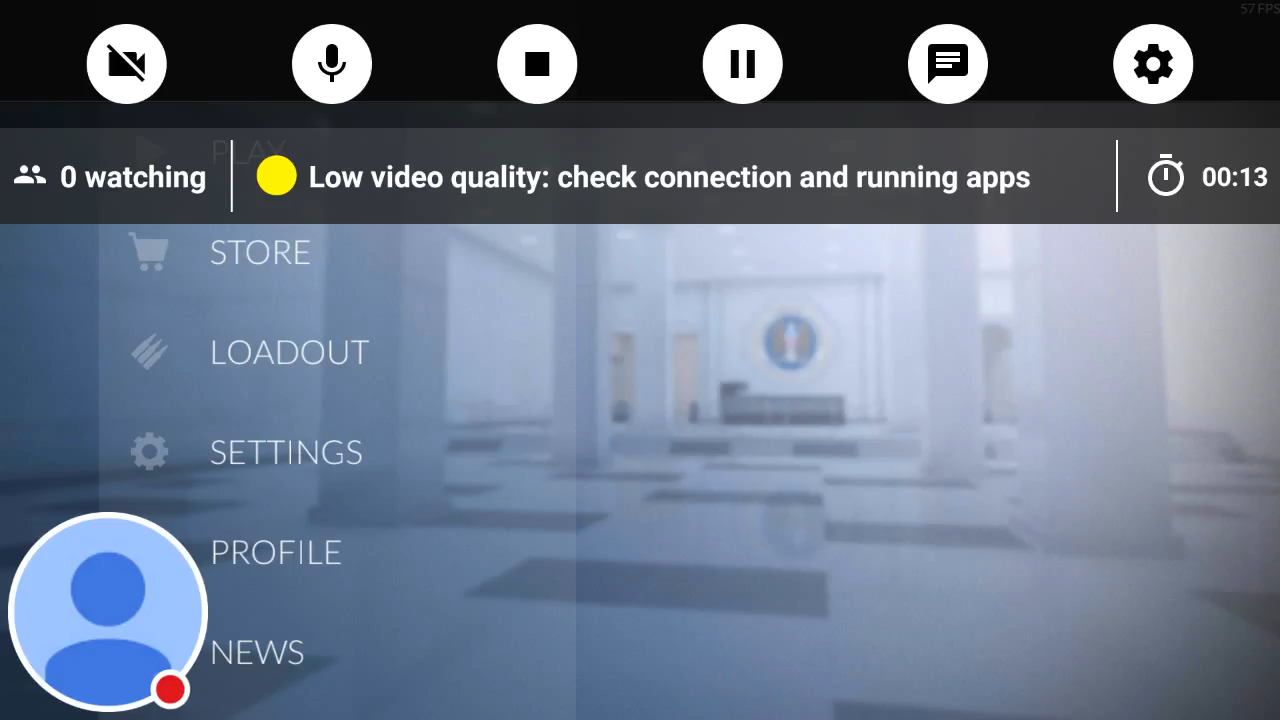 57 FPS
PLAY
0 watching
Low video quality: check connection and running apps
00:13
STORE
LOADOUT
SETTINGS
PROFILE
NEWS